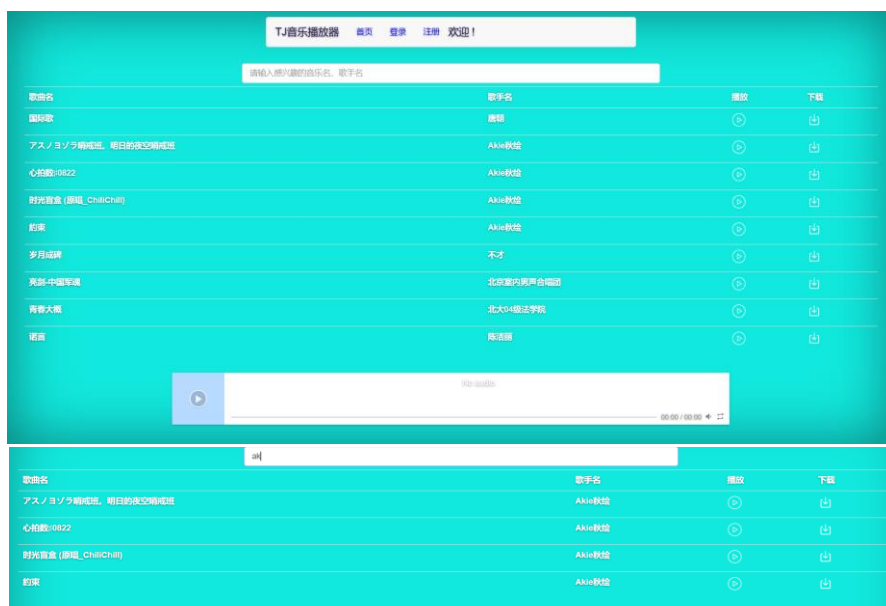 TJ音乐播放器 首页 登录 注册 欢迎！
请输入感兴趣的音乐名、歌手名
歌曲名 歌手名 播放 下载
国际歌 唐朝
アスノヨゾラ哨戒班，明日的夜空哨戒班 Akie秋绘
心拍数♯0822 Akie秋绘
时光盲盒 (原唱_ChiliChill) Akie秋绘
約束 Akie秋绘
岁月成碑 不才
亮剑-中国军魂 北京室内男声合唱团
青春大概 北大04级法学院
诺言 陈洁丽
No audio
00:00 / 00:00
ak
歌曲名 歌手名 播放 下载
アスノヨゾラ哨戒班，明日的夜空哨戒班 Akie秋绘
心拍数♯0822 Akie秋绘
时光盲盒 (原唱_ChiliChill) Akie秋绘
約束 Akie秋绘